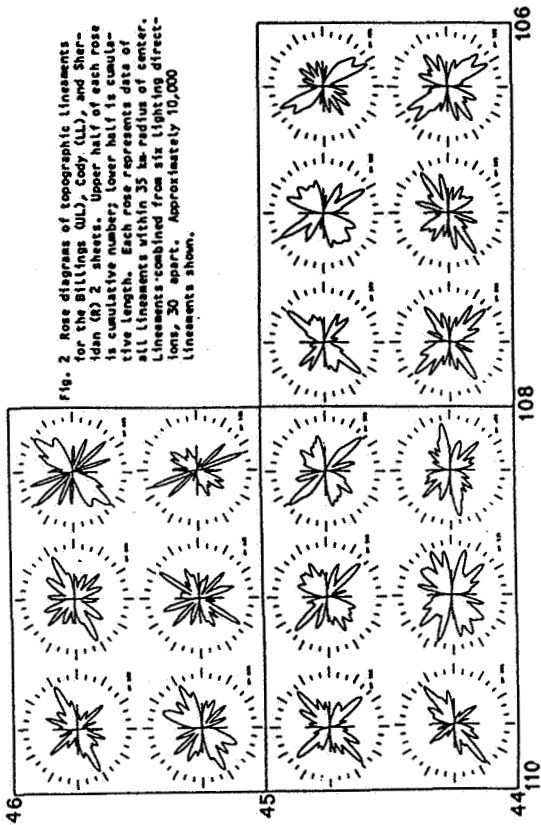 Fig. 2 Rose diagrams of topographic lineaments
for the Billings (UL), Cody (LL), and Sher-
idan (R) 2 sheets. Upper half of each rose
is cumulative number; lower half is cumula-
tive length. Each rose represents data of
all lineaments within 35 km-radius of center.
Lineaments combined from six lighting direct-
ions, 30 apart. Approximately 10,000
lineaments shown.
46
45
44
110
108
106